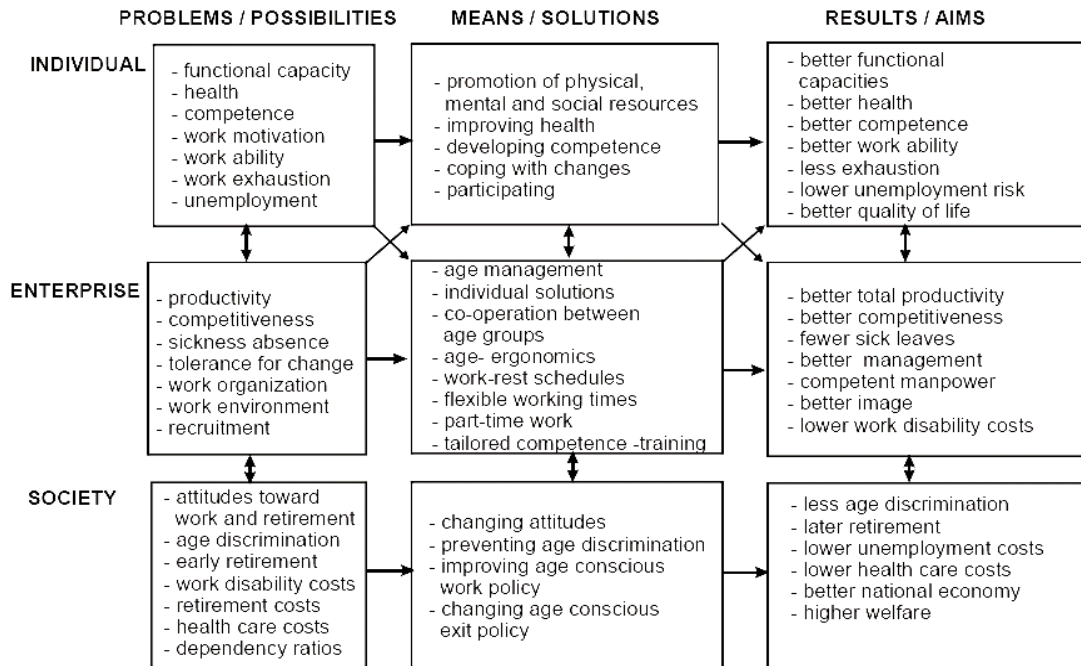 PROBLEMS / POSSIBILITIES
MEANS / SOLUTIONS
RESULTS / AIMS
INDIVIDUAL
- functional capacity
- health
- competence
- work motivation
- work ability
- work exhaustion
- unemployment
- promotion of physical,
mental and social resources
- improving health
- developing competence
- coping with changes
- participating
- better functional
capacities
- better health
- better competence
- better work ability
- less exhaustion
- lower unemployment risk
- better quality of life
ENTERPRISE
- productivity
- competitiveness
- sickness absence
- tolerance for change
- work organization
- work environment
- recruitment
- age management
- individual solutions
- co-operation between
age groups
- age- ergonomics
- work-rest schedules
- flexible working times
- part-time work
- tailored competence -training
- better total productivity
- better competitiveness
- fewer sick leaves
- better management
- competent manpower
- better image
- lower work disability costs
SOCIETY
- attitudes toward
work and retirement
- age discrimination
- early retirement
- work disability costs
- retirement costs
- health care costs
- dependency ratios
- changing attitudes
- preventing age discrimination
- improving age conscious
work policy
- changing age conscious
exit policy
- less age discrimination
- later retirement
- lower unemployment costs
- lower health care costs
- better national economy
- higher welfare